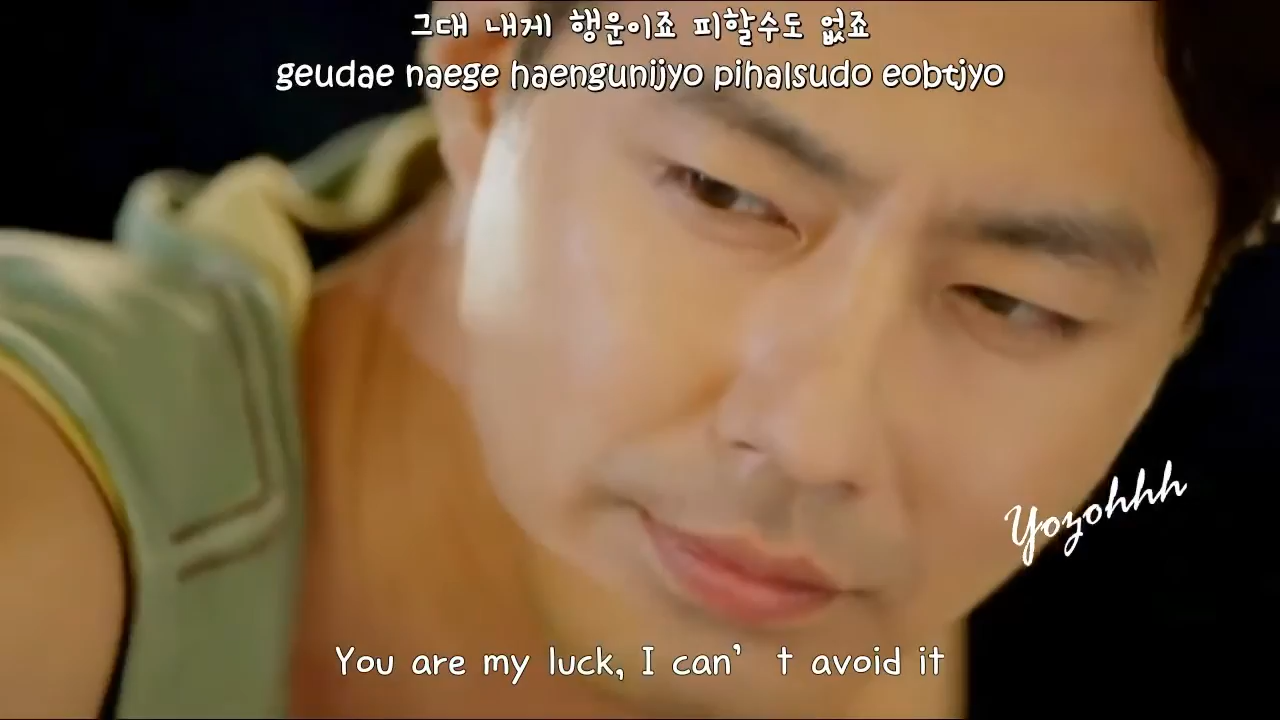 그대 내게 행운이죠 피할수도 없죠
geudae naege haengunijyo pihalsudo eobtjyo
Yozohhh
You are my luck, I can’t avoid it